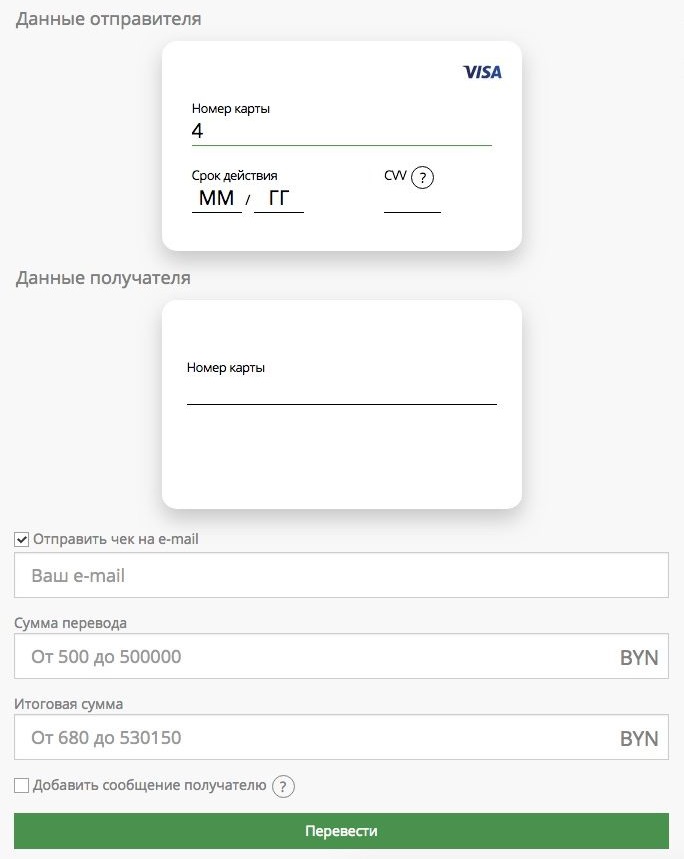 Данные отправителя
VISA
Номер карты
4
Срок действия
CVV ?
ММ / ГГ
Данные получателя
Номер карты
Отправить чек на e-mail
Ваш e-mail
Сумма перевода
От 500 до 500000 BYN
Итоговая сумма
От 680 до 530150 BYN
Добавить сообщение получателю ?
Перевести